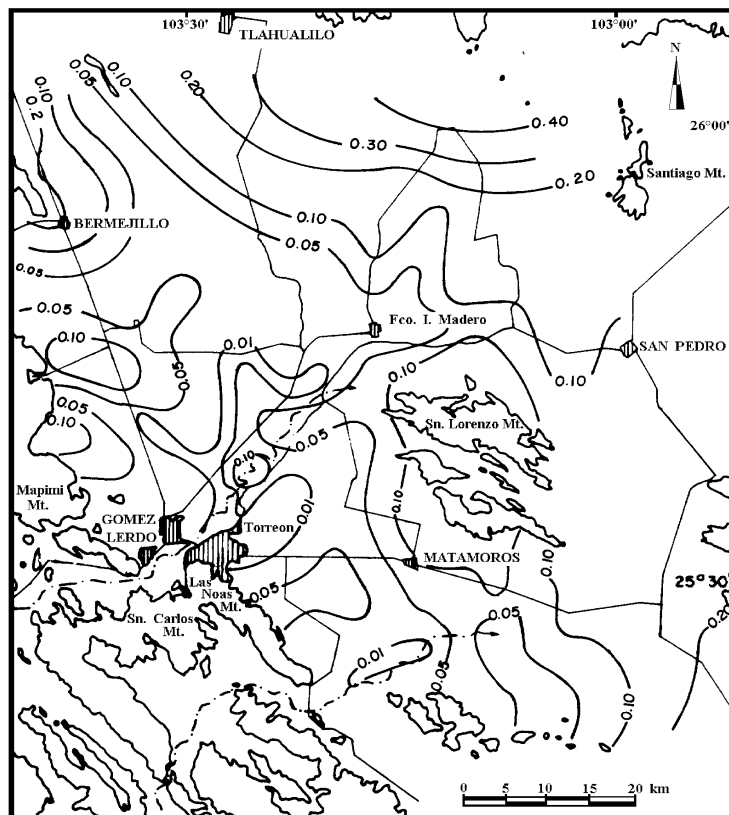 103°30'
103°00'
TLAHUALILO
N
26°00'
0.10
0.2
0.05
0.10
0.20
0.30
0.40
0.20
Santiago Mt.
BERMEJILLO
0.10
0.05
0.05
0.05
0.10
0.01
0.05
Fco. I. Madero
SAN PEDRO
0.10
0.10
0.05
0.10
Sn. Lorenzo Mt.
0.05
0.10
0.01
0.10
Mapimi
Mt.
GOMEZ
LERDO
Torreon
MATAMOROS
0.10
25°30'
Las
Noas
Mt.
Sn. Carlos
Mt.
0.05
0.05
0.20
0.01
0.05
0.10
0 5 10 15 20 km